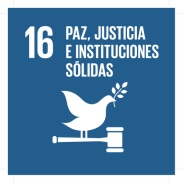 16 PAZ, JUSTICIA
E INSTITUCIONES
SÓLIDAS